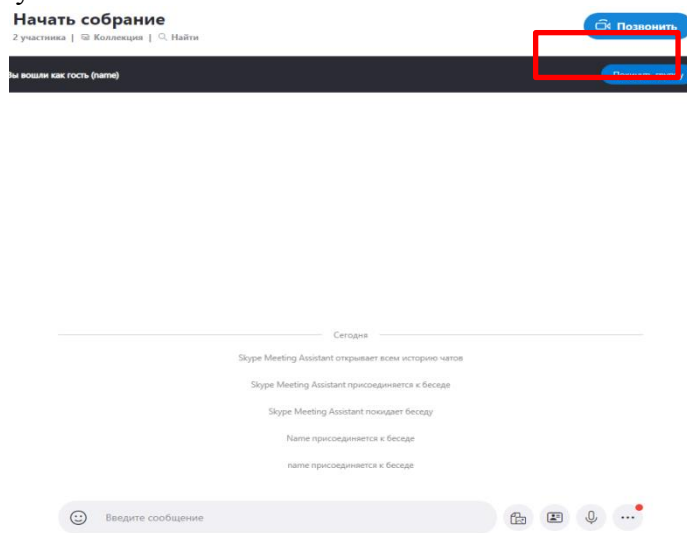 Начать собрание
Позвонить
2 участника | Коллекция | Найти
Вы вошли как гость (name)
Покинуть группу
Сегодня
Skype Meeting Assistant открывает всем историю чатов
Skype Meeting Assistant присоединяется к беседе
Skype Meeting Assistant покидает беседу
Name присоединяется к беседе
name присоединяется к беседе
Введите сообщение